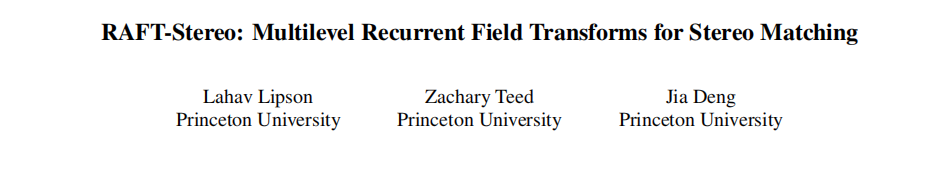 RAFT-Stereo: Multilevel Recurrent Field Transforms for Stereo Matching
Lahav Lipson Zachary Teed Jia Deng
Princeton University Princeton University Princeton University